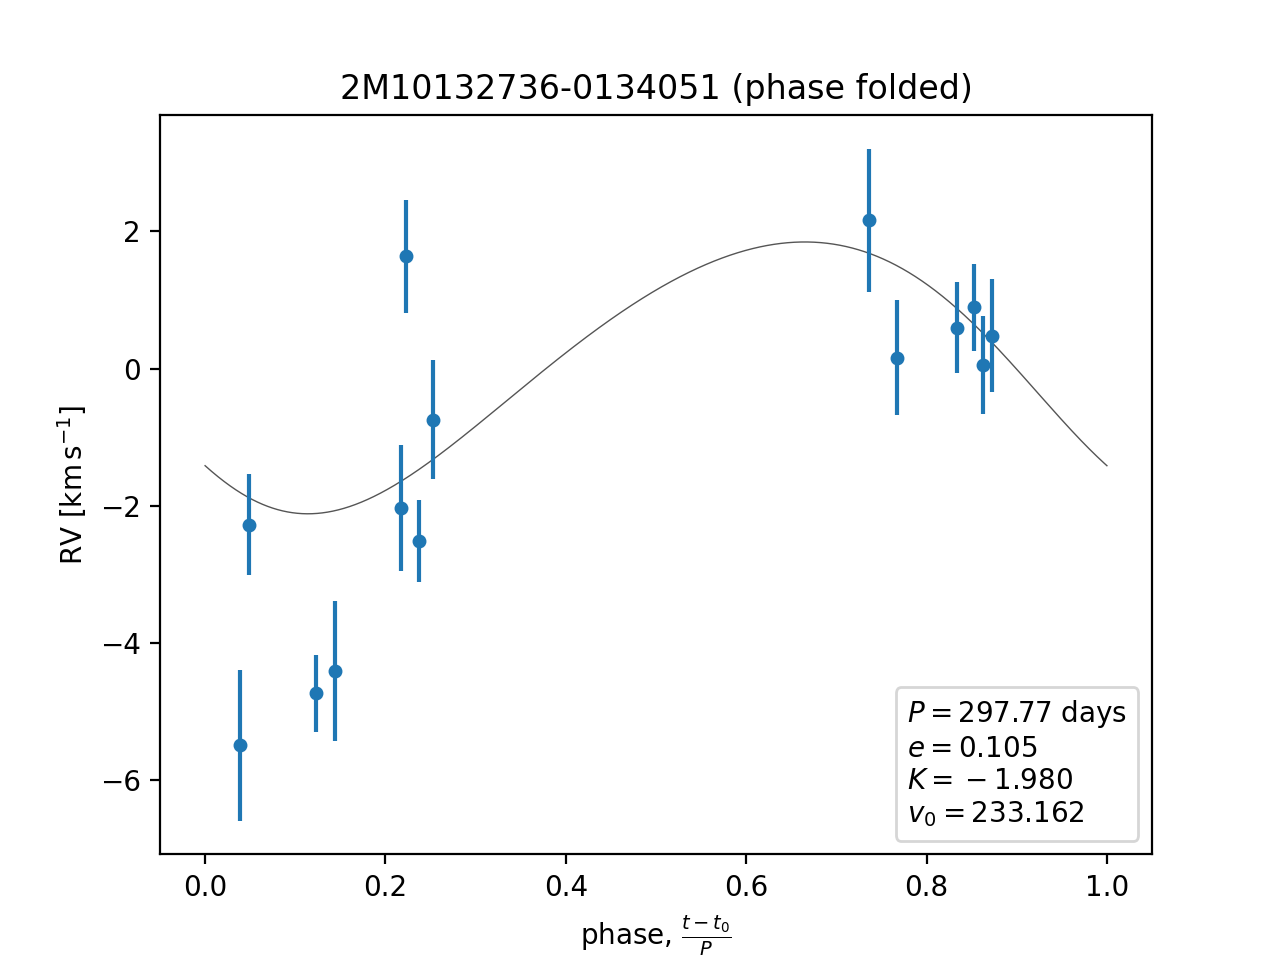 2M10132736-0134051 (phase folded)
RV [km s⁻¹]
2
0
−2
−4
−6
P = 297.77 days
e = 0.105
K = −1.980
v₀ = 233.162
0.0 0.2 0.4 0.6 0.8 1.0
phase, (t − t₀)/P